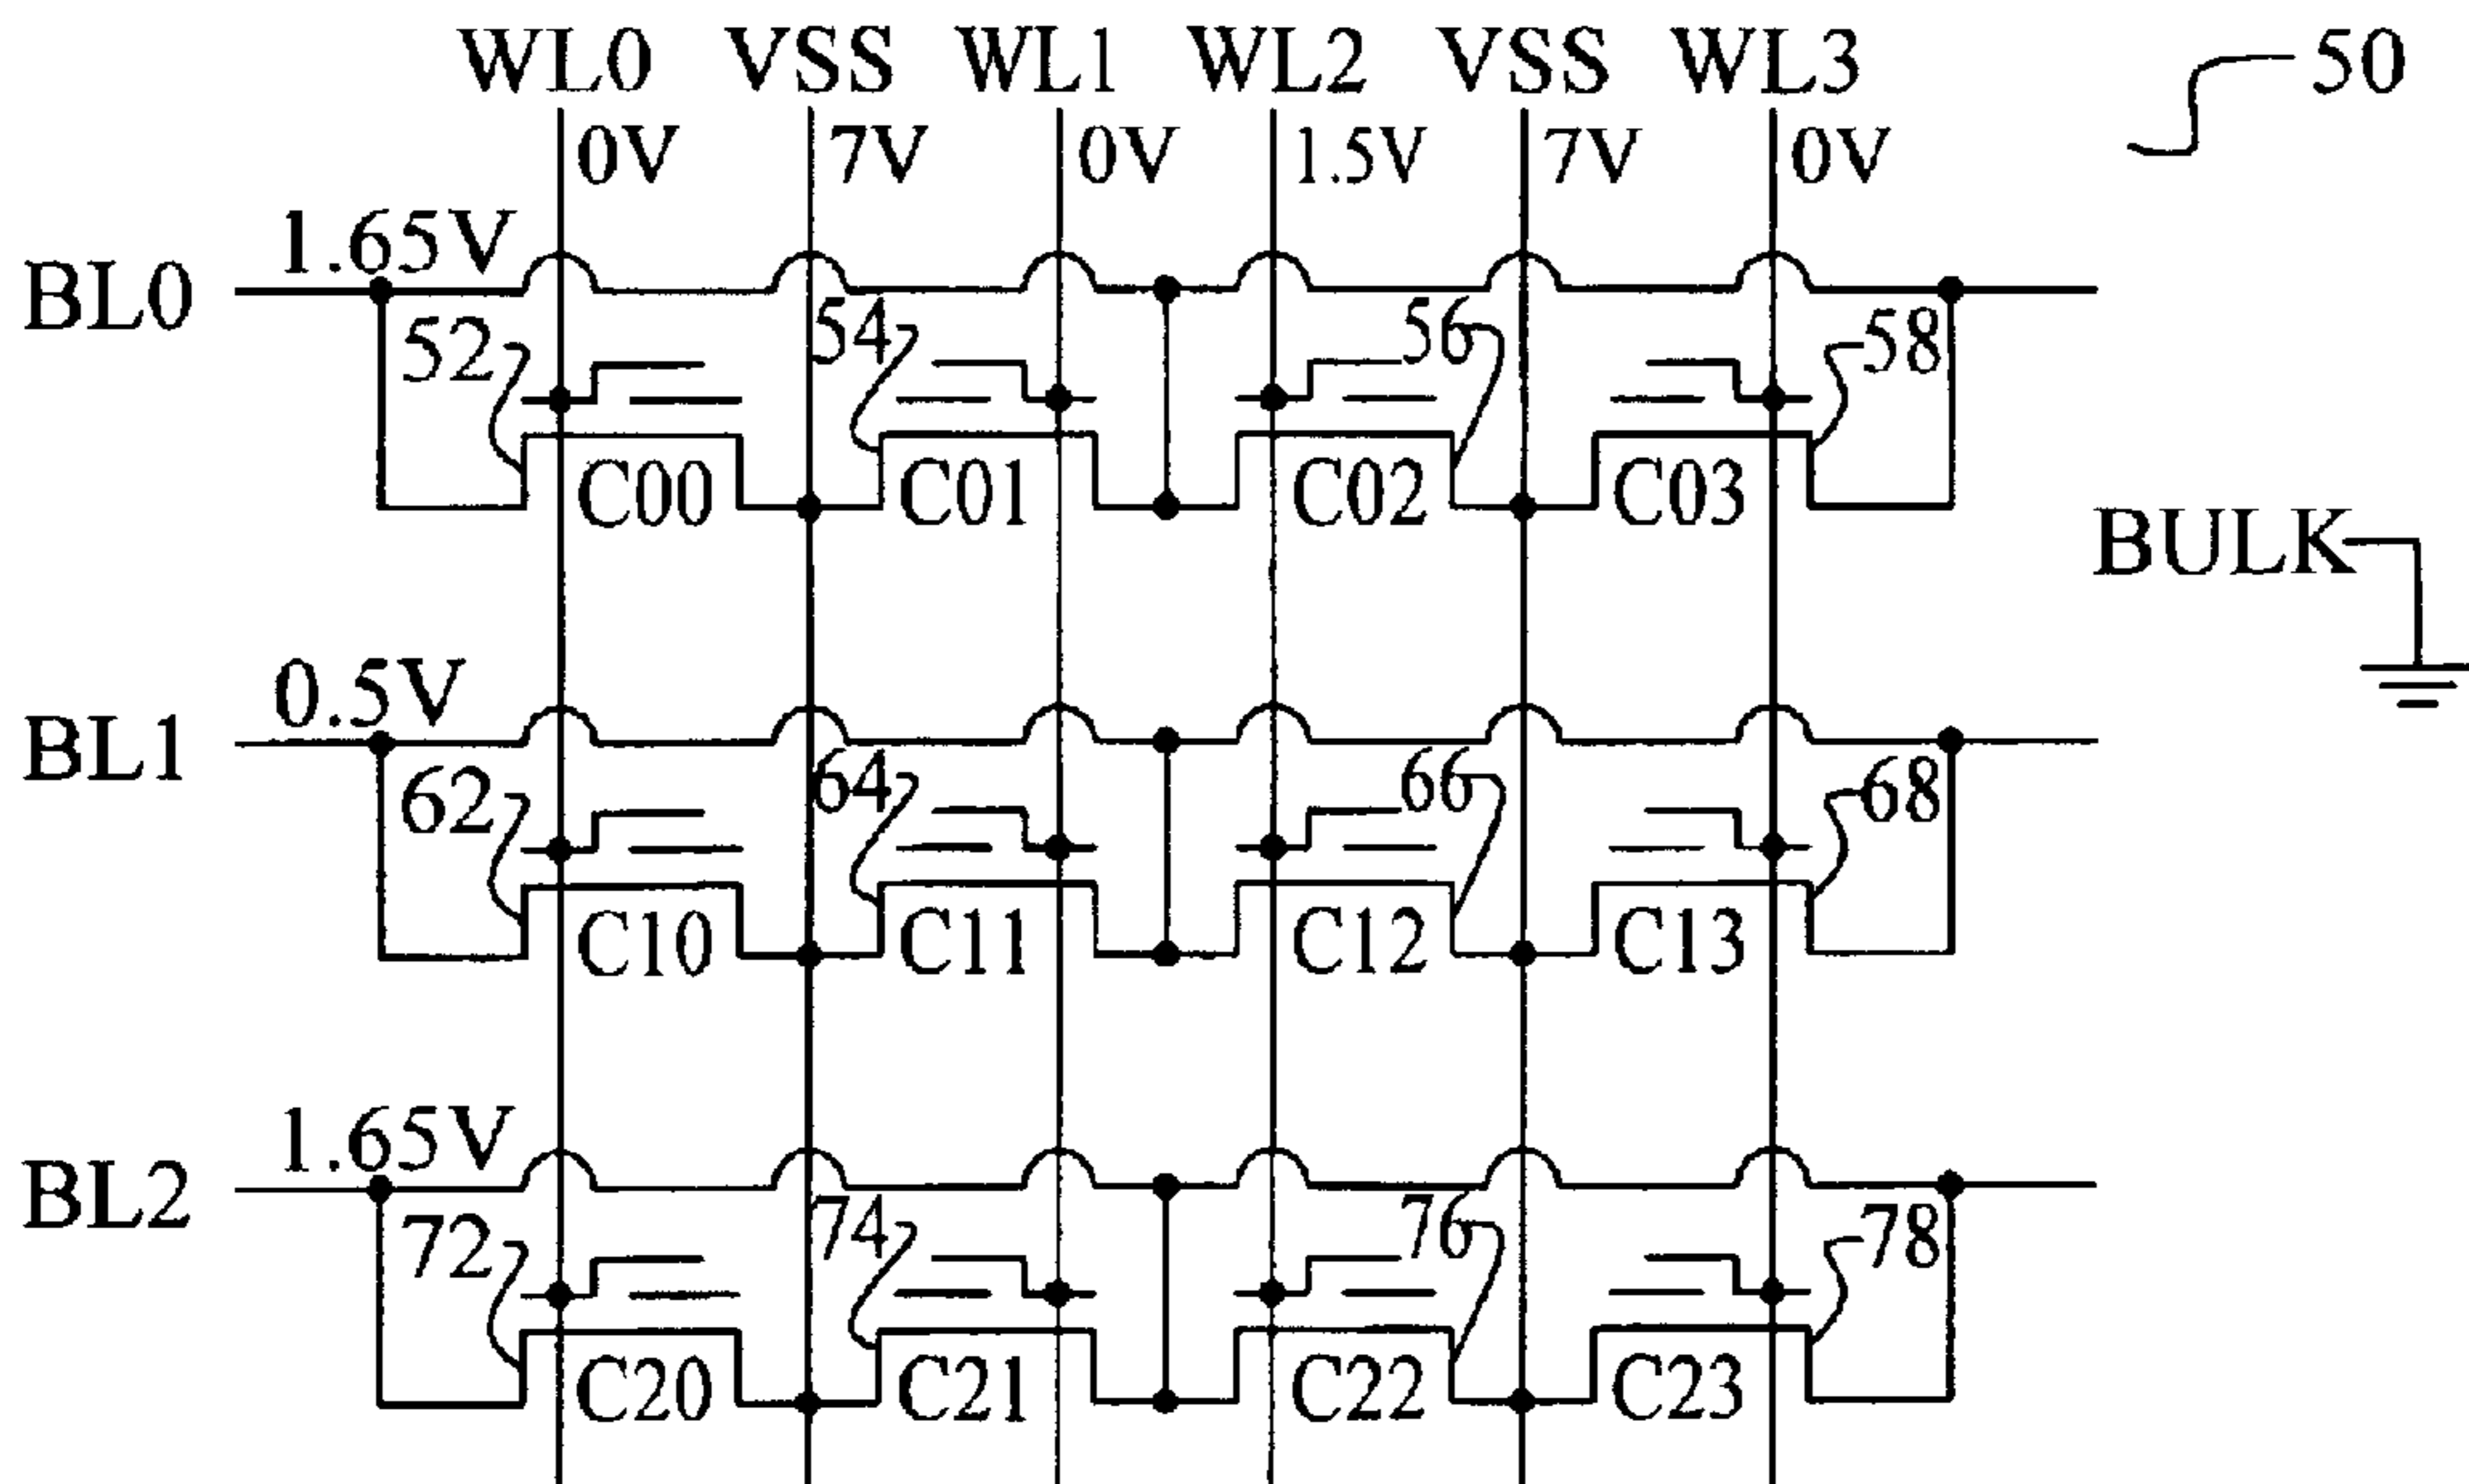 WL0 VSS WL1 WL2 VSS WL3 50
0V 7V 0V 1.5V 7V 0V
1.65V
BL0
52 54 56 58
C00 C01 C02 C03
BULK
0.5V
BL1
62 64 66 68
C10 C11 C12 C13
1.65V
BL2
72 74 76 78
C20 C21 C22 C23